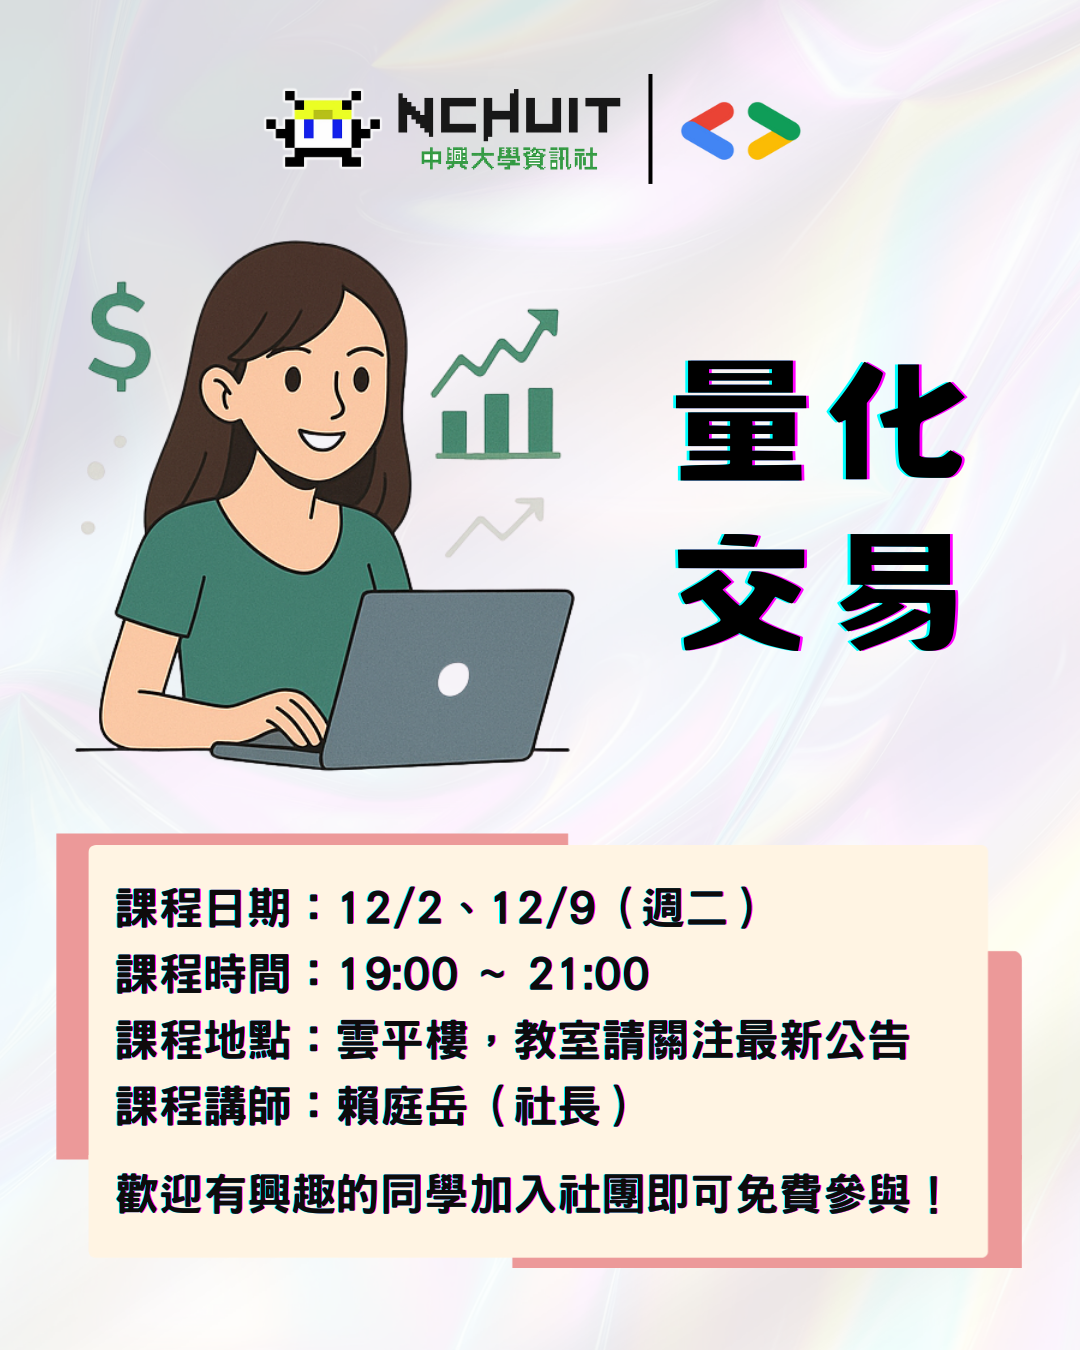 NCHUIT
中興大學資訊社
$
量化
交易
課程日期：12/2、12/9（週二）
課程時間：19:00 ~ 21:00
課程地點：雲平樓，教室請關注最新公告
課程講師：賴庭岳（社長）
歡迎有興趣的同學加入社團即可免費參與！